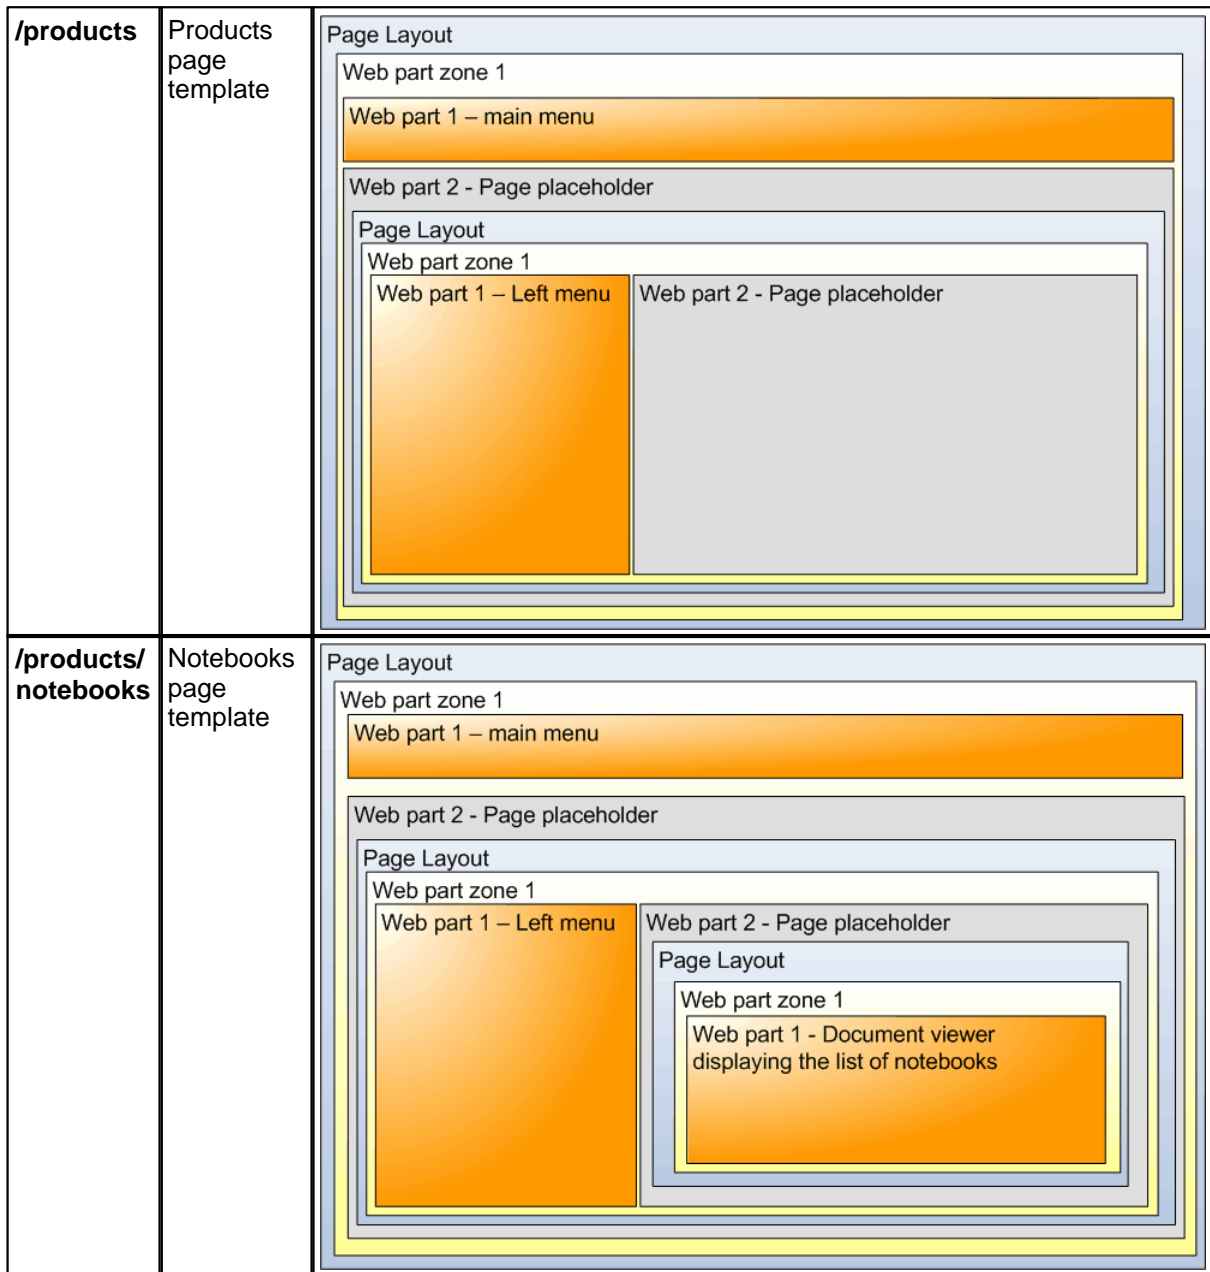 /products
Products
page
template
Page Layout
Web part zone 1
Web part 1 – main menu
Web part 2 - Page placeholder
Page Layout
Web part zone 1
Web part 1 – Left menu
Web part 2 - Page placeholder
/products/
notebooks
Notebooks
page
template
Page Layout
Web part zone 1
Web part 1 – main menu
Web part 2 - Page placeholder
Page Layout
Web part zone 1
Web part 1 – Left menu
Web part 2 - Page placeholder
Page Layout
Web part zone 1
Web part 1 - Document viewer
displaying the list of notebooks